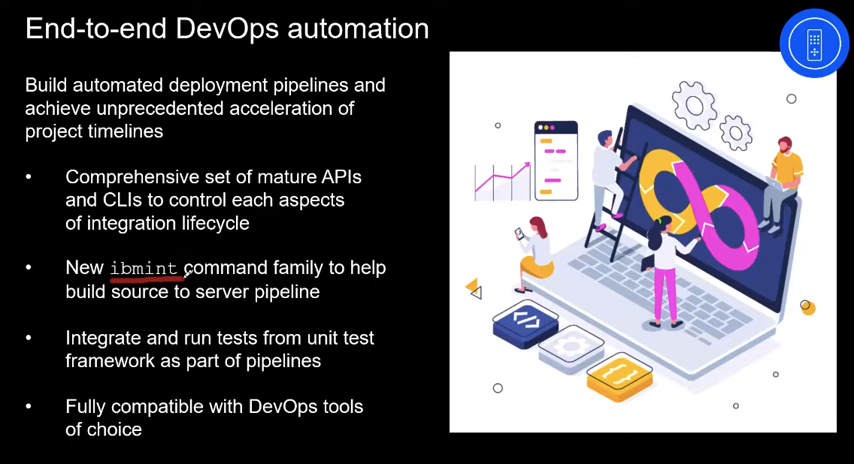 End-to-end DevOps automation
Build automated deployment pipelines and
achieve unprecedented acceleration of
project timelines
• Comprehensive set of mature APIs
and CLIs to control each aspects
of integration lifecycle
• New ibmint command family to help
build source to server pipeline
• Integrate and run tests from unit test
framework as part of pipelines
• Fully compatible with DevOps tools
of choice